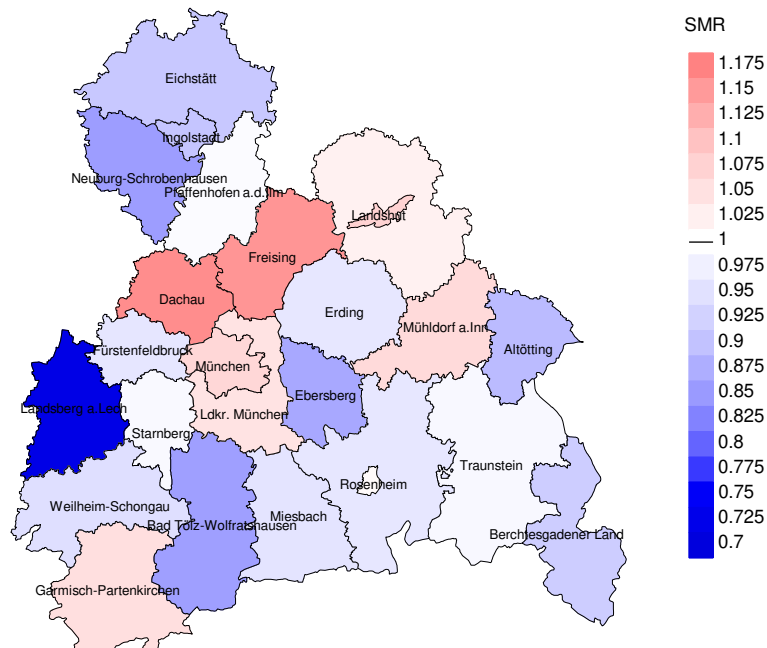 SMR
1.175
1.15
1.125
1.1
1.075
1.05
1.025
1
0.975
0.95
0.925
0.9
0.875
0.85
0.825
0.8
0.775
0.75
0.725
0.7
Eichstätt
Ingolstadt
Neuburg-Schrobenhausen
Pfaffenhofen a.d.Ilm
Landshut
Freising
Dachau
Erding
Mühldorf a.Inn
Altötting
Fürstenfeldbruck
München
Ebersberg
Landsberg a.Lech
Ldkr. München
Starnberg
Traunstein
Rosenheim
Weilheim-Schongau
Miesbach
Bad Tölz-Wolfratshausen
Berchtesgadener Land
Garmisch-Partenkirchen